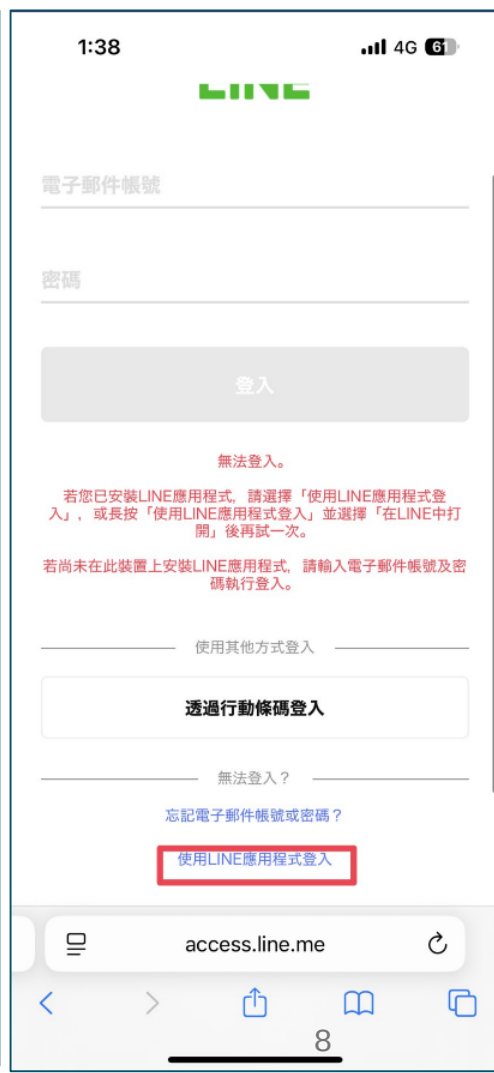 1:38 4G 61
LINE
電子郵件帳號
密碼
登入
無法登入。
若您已安裝LINE應用程式，請選擇「使用LINE應用程式登
入」，或長按「使用LINE應用程式登入」並選擇「在LINE中打
開」後再試一次。
若尚未在此裝置上安裝LINE應用程式，請輸入電子郵件帳號及密
碼執行登入。
使用其他方式登入
透過行動條碼登入
無法登入？
忘記電子郵件帳號或密碼？
使用LINE應用程式登入
access.line.me
8